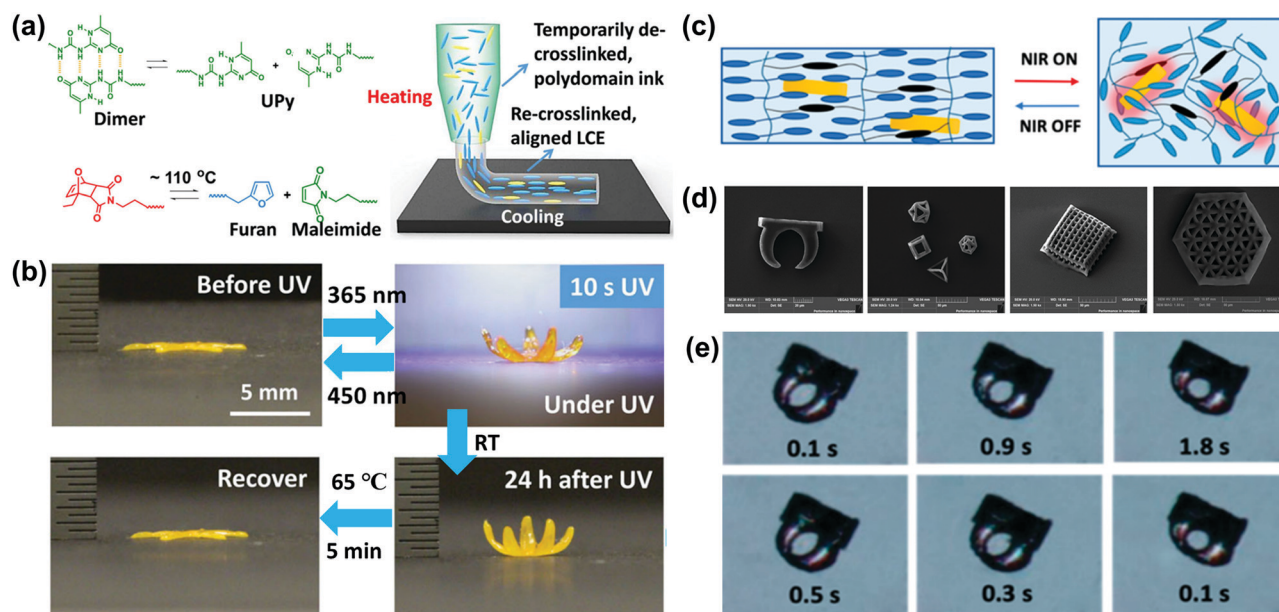 (a)
Dimer
UPy
+
~ 110 °C
Furan
+
Maleimide
Heating
Temporarily de-
crosslinked,
polydomain ink
Re-crosslinked,
aligned LCE
Cooling
(b)
Before UV
5 mm
365 nm
450 nm
10 s UV
Under UV
RT
24 h after UV
65 °C
5 min
Recover
(c)
NIR ON
NIR OFF
(d)
(e)
0.1 s
0.9 s
1.8 s
0.5 s
0.3 s
0.1 s